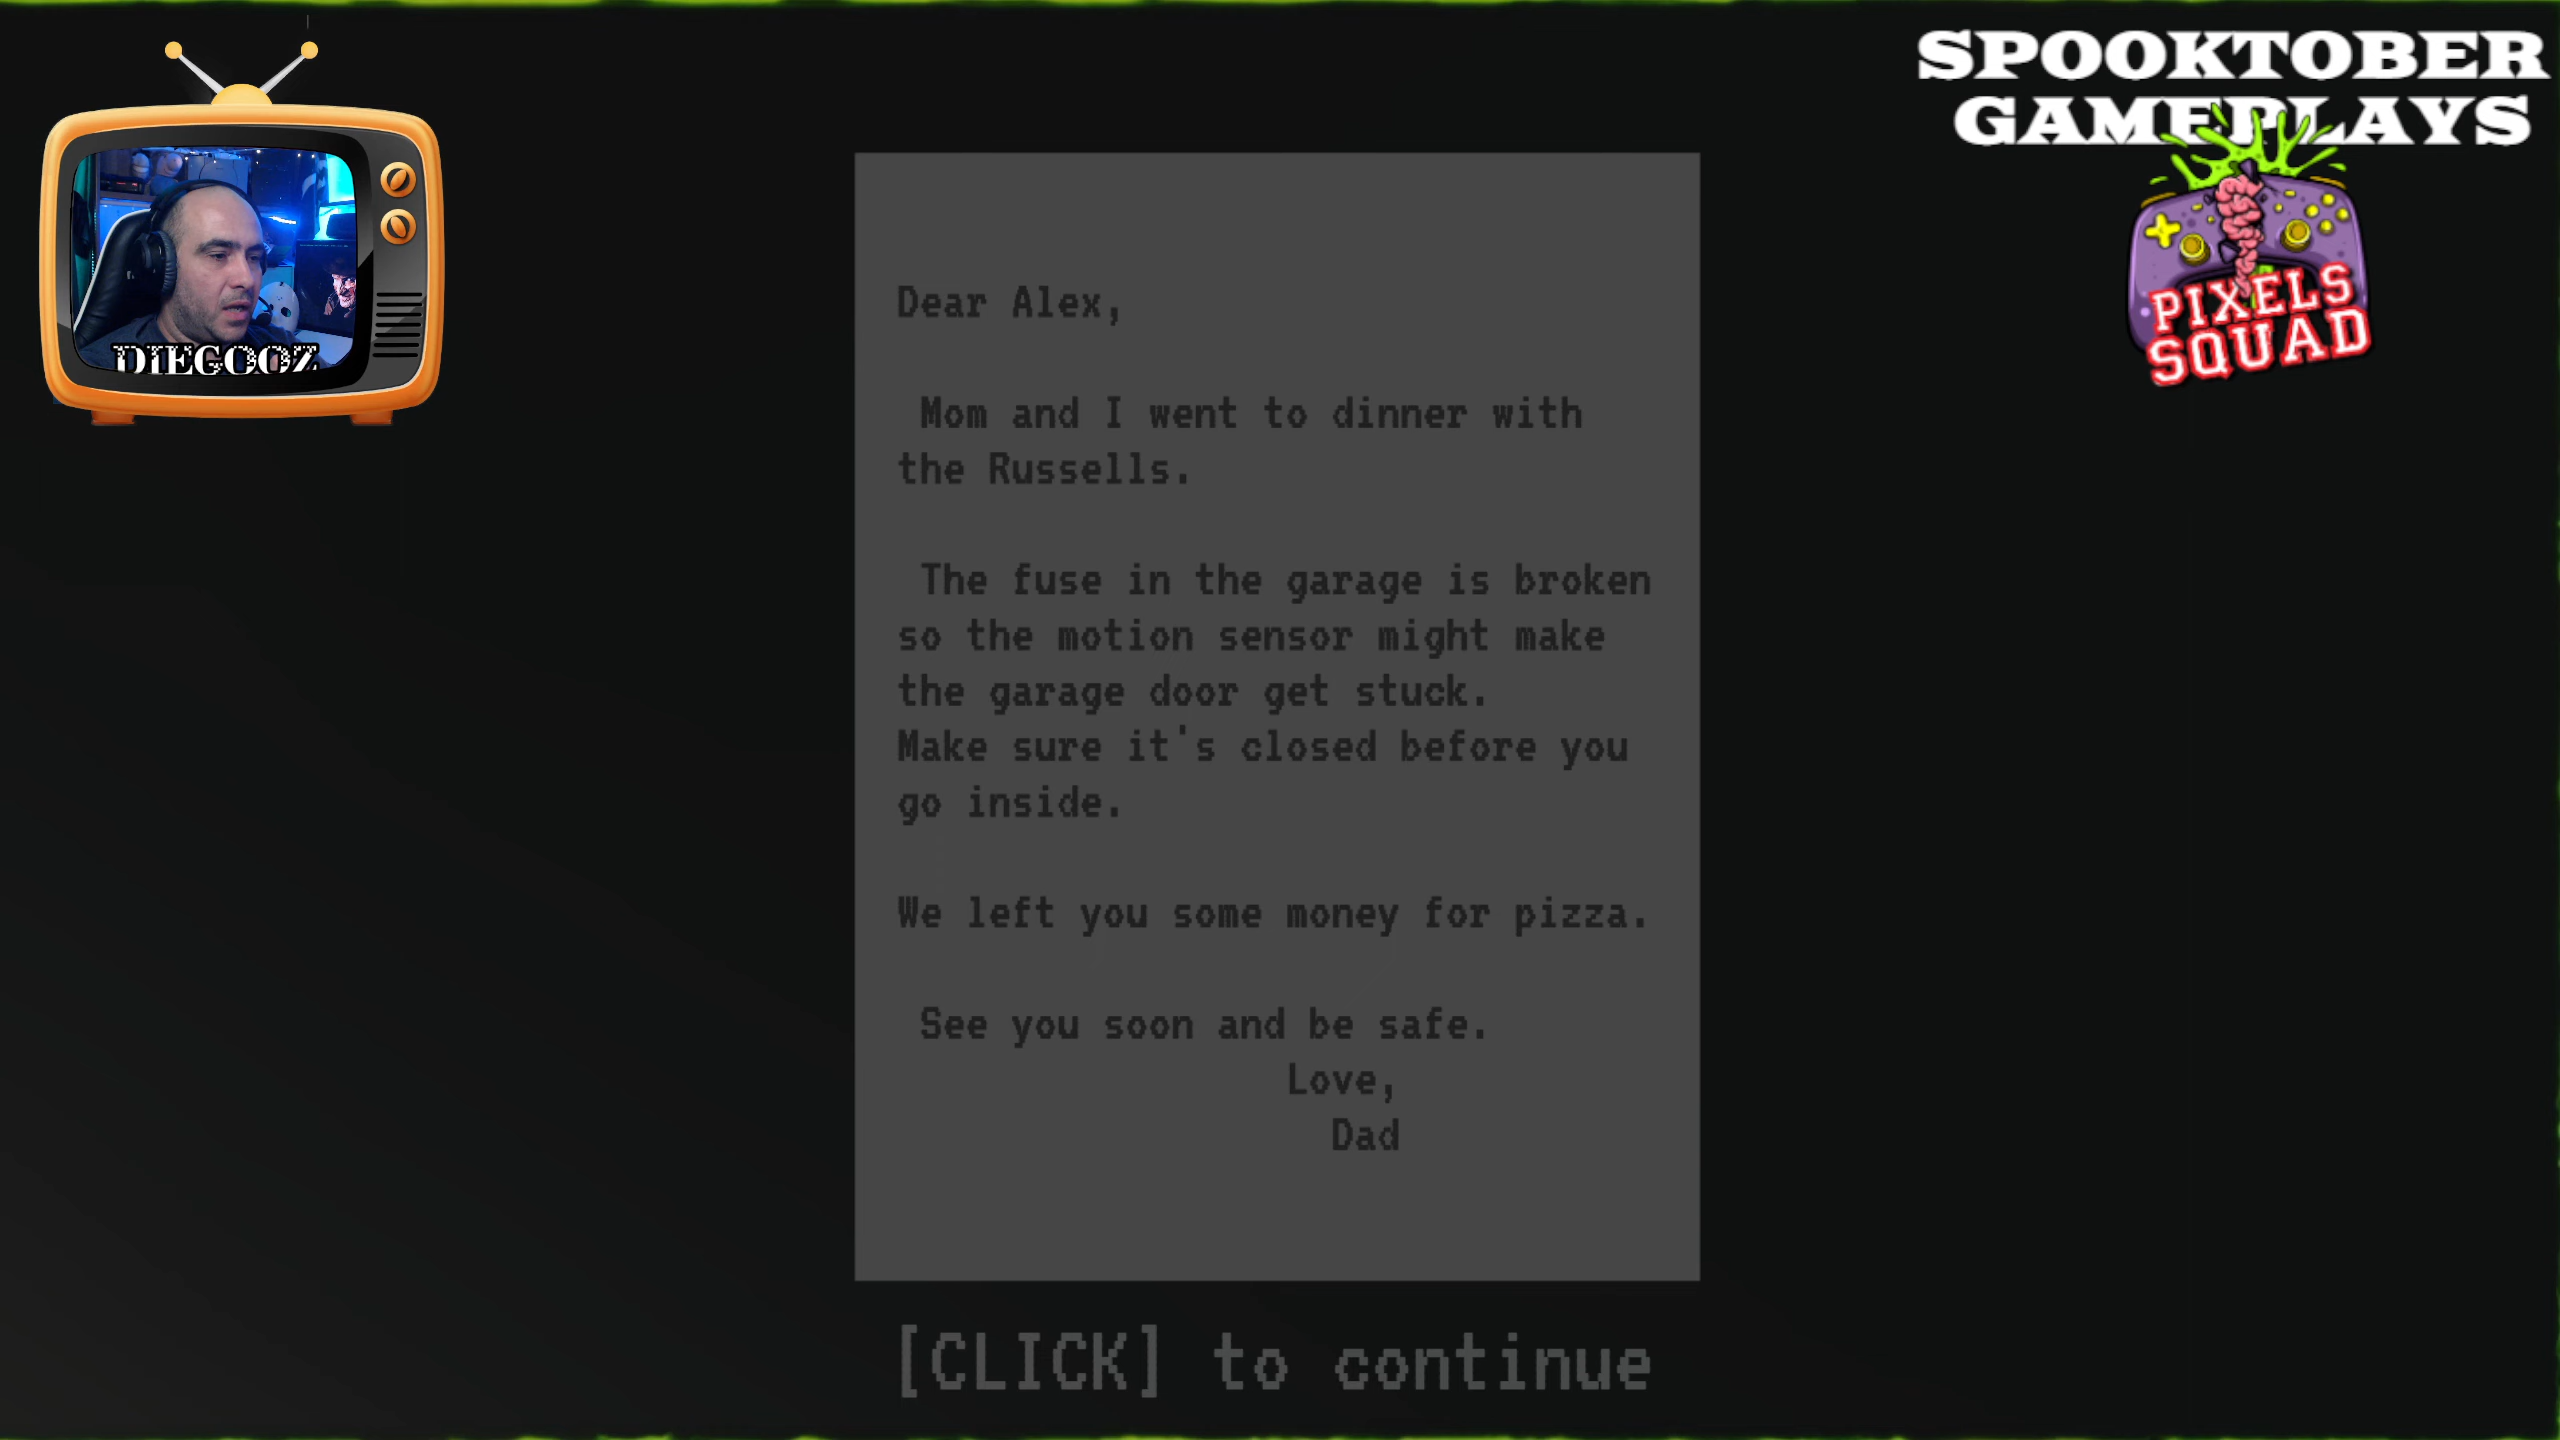 SPOOKTOBER
GAMEPLAYS
PIXELS
SQUAD
DIEGOOZ
Dear Alex,
Mom and I went to dinner with
the Russells.
The fuse in the garage is broken
so the motion sensor might make
the garage door get stuck.
Make sure it's closed before you
go inside.
We left you some money for pizza.
See you soon and be safe.
Love,
Dad
[CLICK] to continue